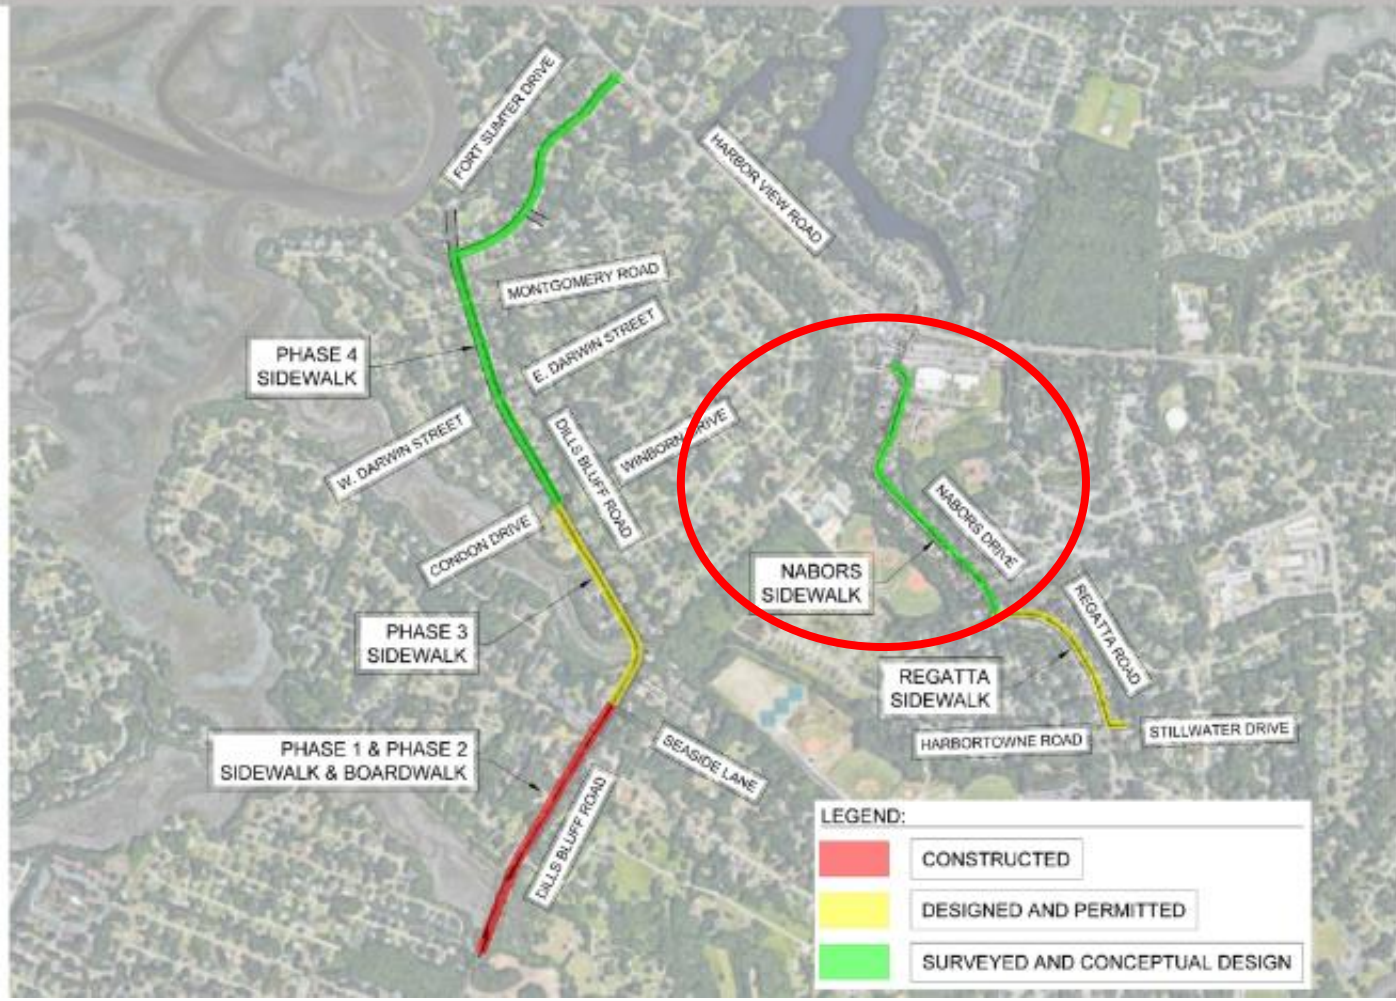 FORT SUMTER DRIVE
HARBOR VIEW ROAD
MONTGOMERY ROAD
E. DARWIN STREET
PHASE 4
SIDEWALK
W. DARWIN STREET
DILLS BLUFF ROAD
WINBORN DRIVE
CONDON DRIVE
NABORS DRIVE
NABORS
SIDEWALK
PHASE 3
SIDEWALK
REGATTA ROAD
REGATTA
SIDEWALK
HARBORTOWNE ROAD
STILLWATER DRIVE
PHASE 1 & PHASE 2
SIDEWALK & BOARDWALK
SEASIDE LANE
DILLS BLUFF ROAD
LEGEND:
CONSTRUCTED
DESIGNED AND PERMITTED
SURVEYED AND CONCEPTUAL DESIGN